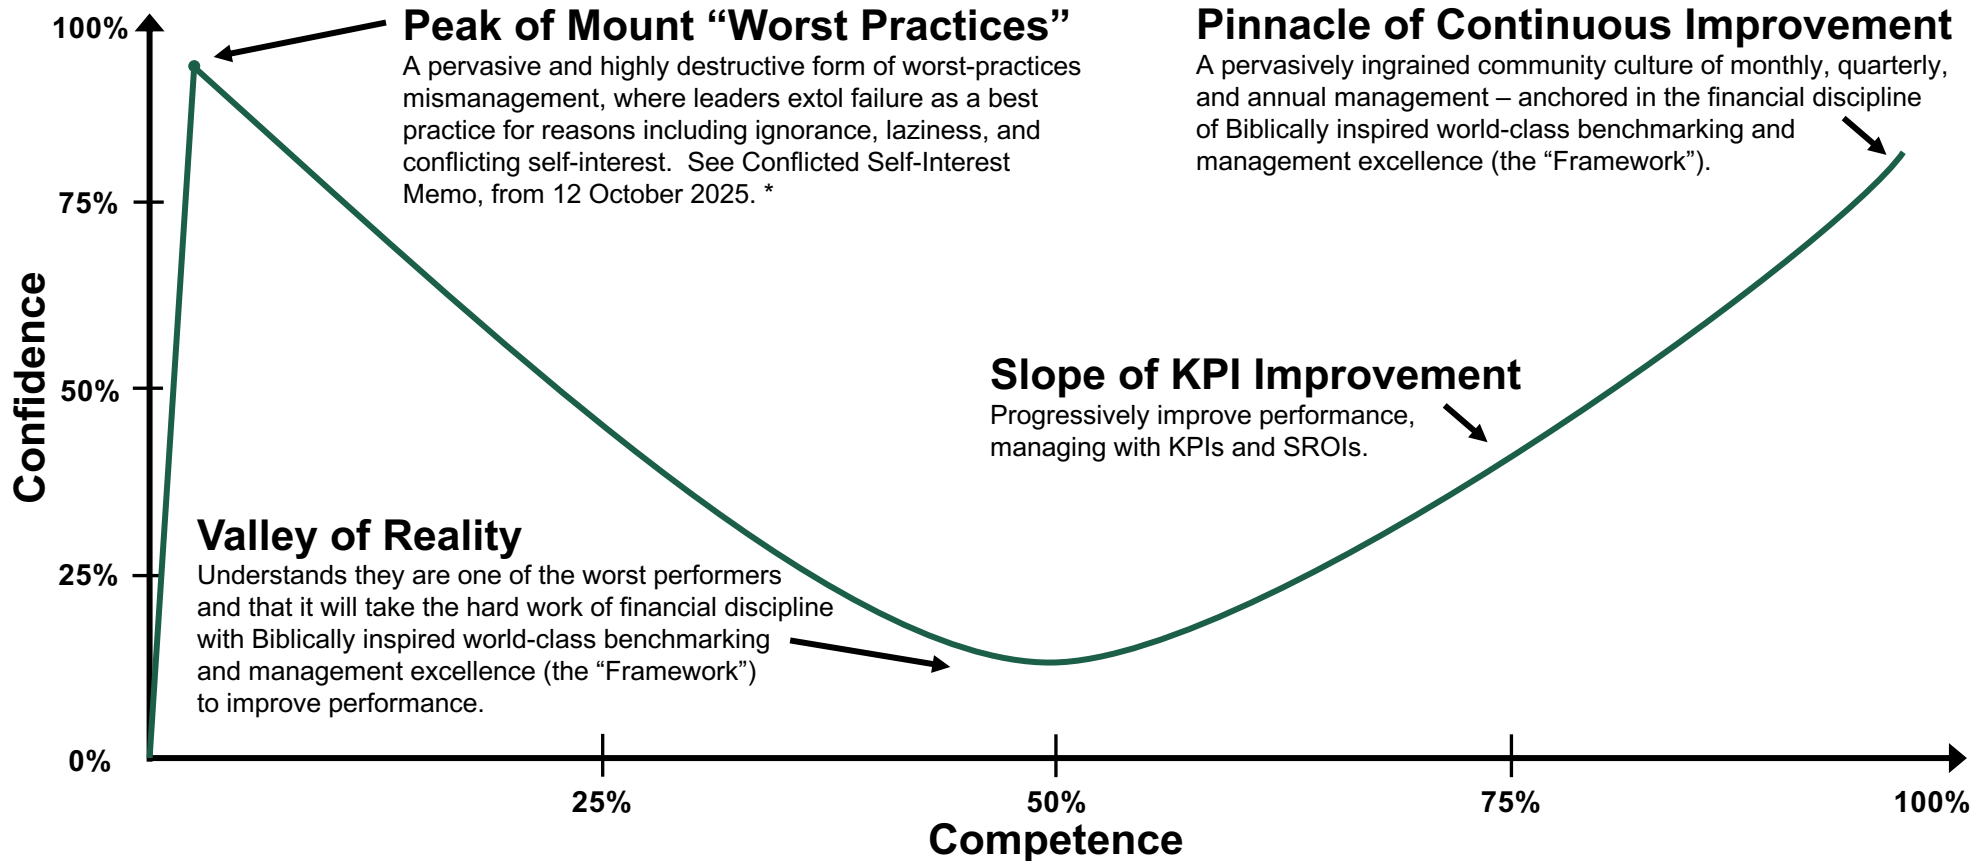 100%
75%
50%
25%
0%
Confidence
Peak of Mount “Worst Practices”
A pervasive and highly destructive form of worst-practices
mismanagement, where leaders extol failure as a best
practice for reasons including ignorance, laziness, and
conflicting self-interest.  See Conflicted Self-Interest
Memo, from 12 October 2025. *
Pinnacle of Continuous Improvement
A pervasively ingrained community culture of monthly, quarterly,
and annual management – anchored in the financial discipline
of Biblically inspired world-class benchmarking and
management excellence (the “Framework”).
Slope of KPI Improvement
Progressively improve performance,
managing with KPIs and SROIs.
Valley of Reality
Understands they are one of the worst performers
and that it will take the hard work of financial discipline
with Biblically inspired world-class benchmarking
and management excellence (the “Framework”)
to improve performance.
25%
50%
75%
100%
Competence